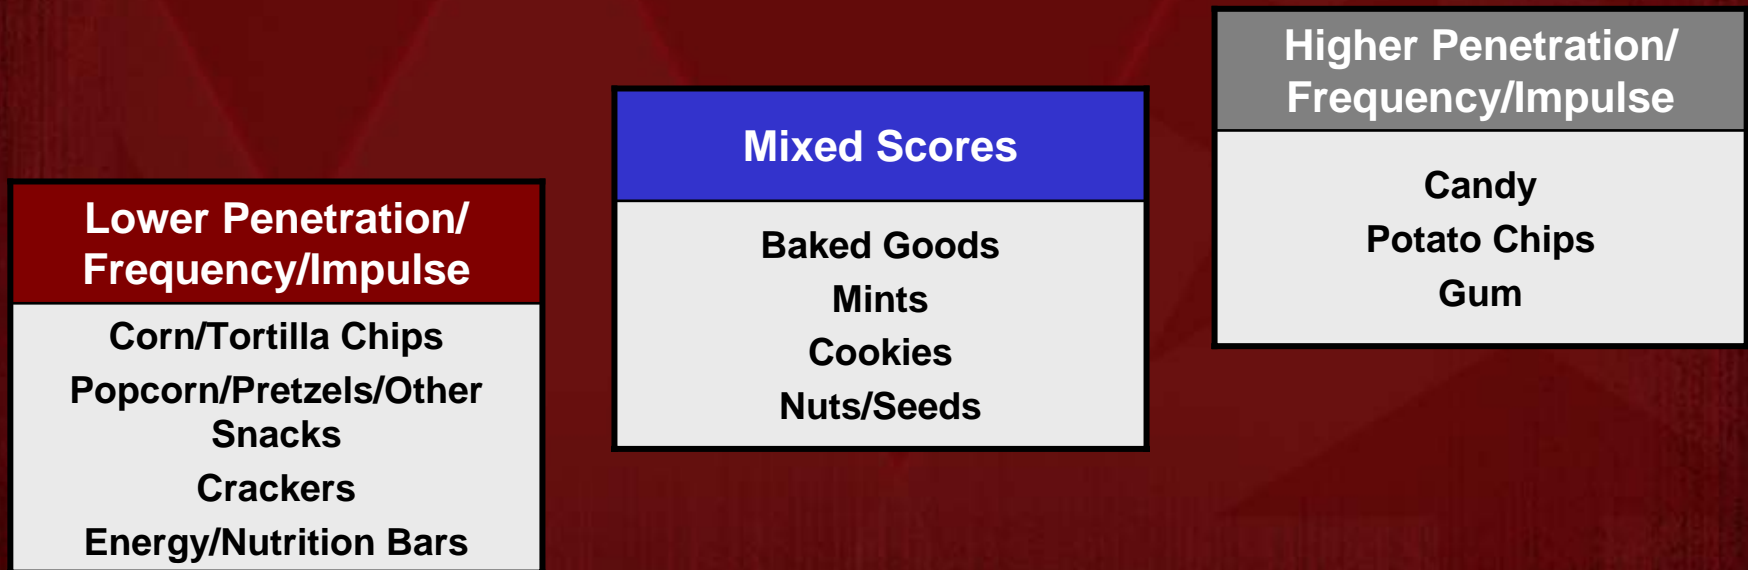 Lower Penetration/
Frequency/Impulse
Corn/Tortilla Chips
Popcorn/Pretzels/Other
Snacks
Crackers
Energy/Nutrition Bars
Mixed Scores
Baked Goods
Mints
Cookies
Nuts/Seeds
Higher Penetration/
Frequency/Impulse
Candy
Potato Chips
Gum